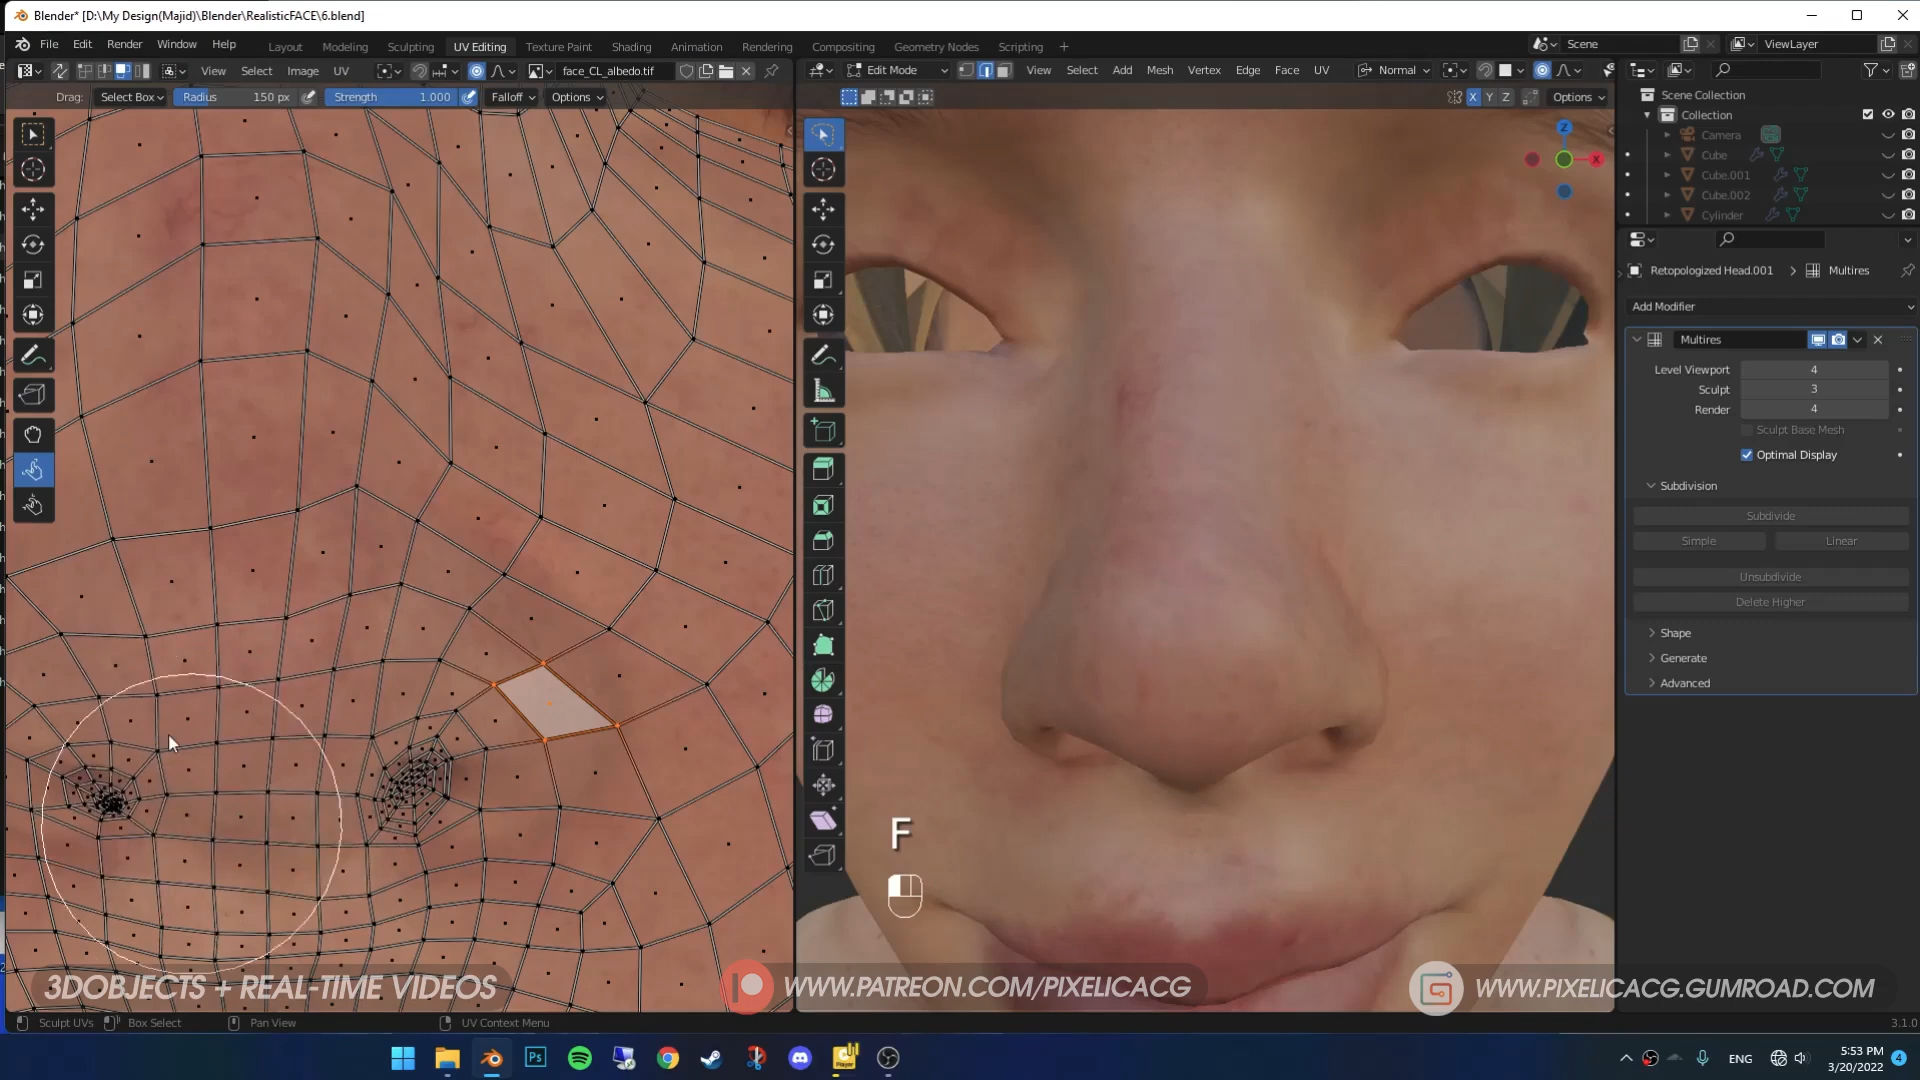 Blender* [D:\My Design(Majid)\Blender\RealisticFACE\6.blend]
File Edit Render Window Help
Layout Modeling Sculpting UV Editing Texture Paint Shading Animation Rendering Compositing Geometry Nodes Scripting +
Scene ViewLayer
View Select Image UV face_CL_albedo.tif
Edit Mode View Select Add Mesh Vertex Edge Face UV Normal
Drag: Select Box Radius 150 px Strength 1.000 Falloff Options
X Y Z Options
Scene Collection
Collection
Camera
Cube
Cube.001
Cube.002
Cylinder
Z
X
Retopologized Head.001 > Multires
Add Modifier
Multires
Level Viewport 4
Sculpt 3
Render 4
Sculpt Base Mesh
Optimal Display
Subdivision
Subdivide
Simple Linear
Unsubdivide
Delete Higher
Shape
Generate
Advanced
F
3DOBJECTS + REAL-TIME VIDEOS
WWW.PATREON.COM/PIXELICACG
WWW.PIXELICACG.GUMROAD.COM
Sculpt UVs Box Select Pan View UV Context Menu 3.1.0
Ps
ENG
5:53 PM
3/20/2022
4